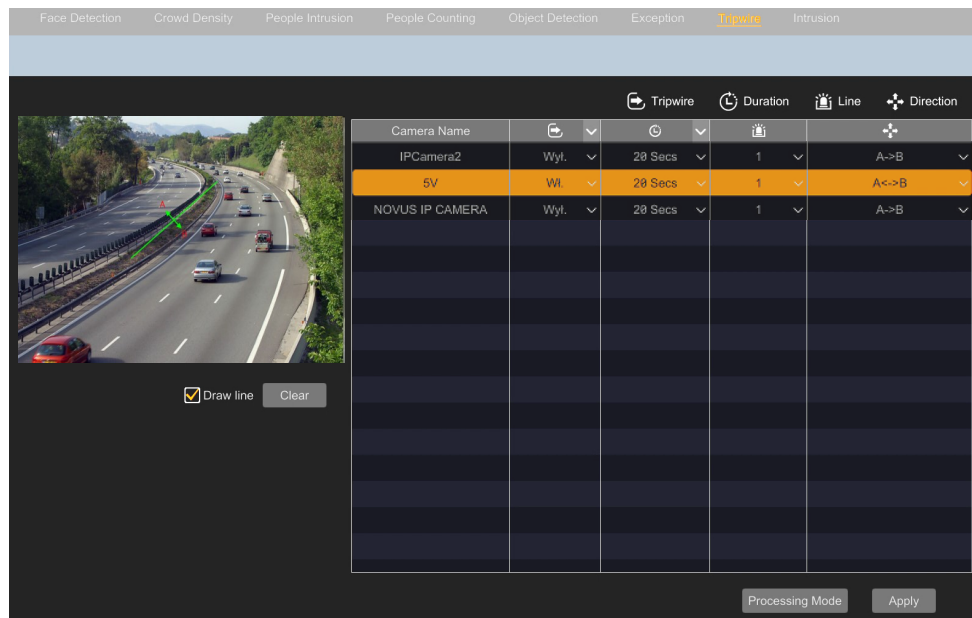 Face Detection Crowd Density People Intrusion People Counting Object Detection Exception Tripwire Intrusion
Tripwire Duration Line Direction
Camera Name
IPCamera2 Wył. 20 Secs 1 A->B
5V Wł. 20 Secs 1 A<->B
NOVUS IP CAMERA Wył. 20 Secs 1 A->B
A
B
Draw line Clear
Processing Mode Apply